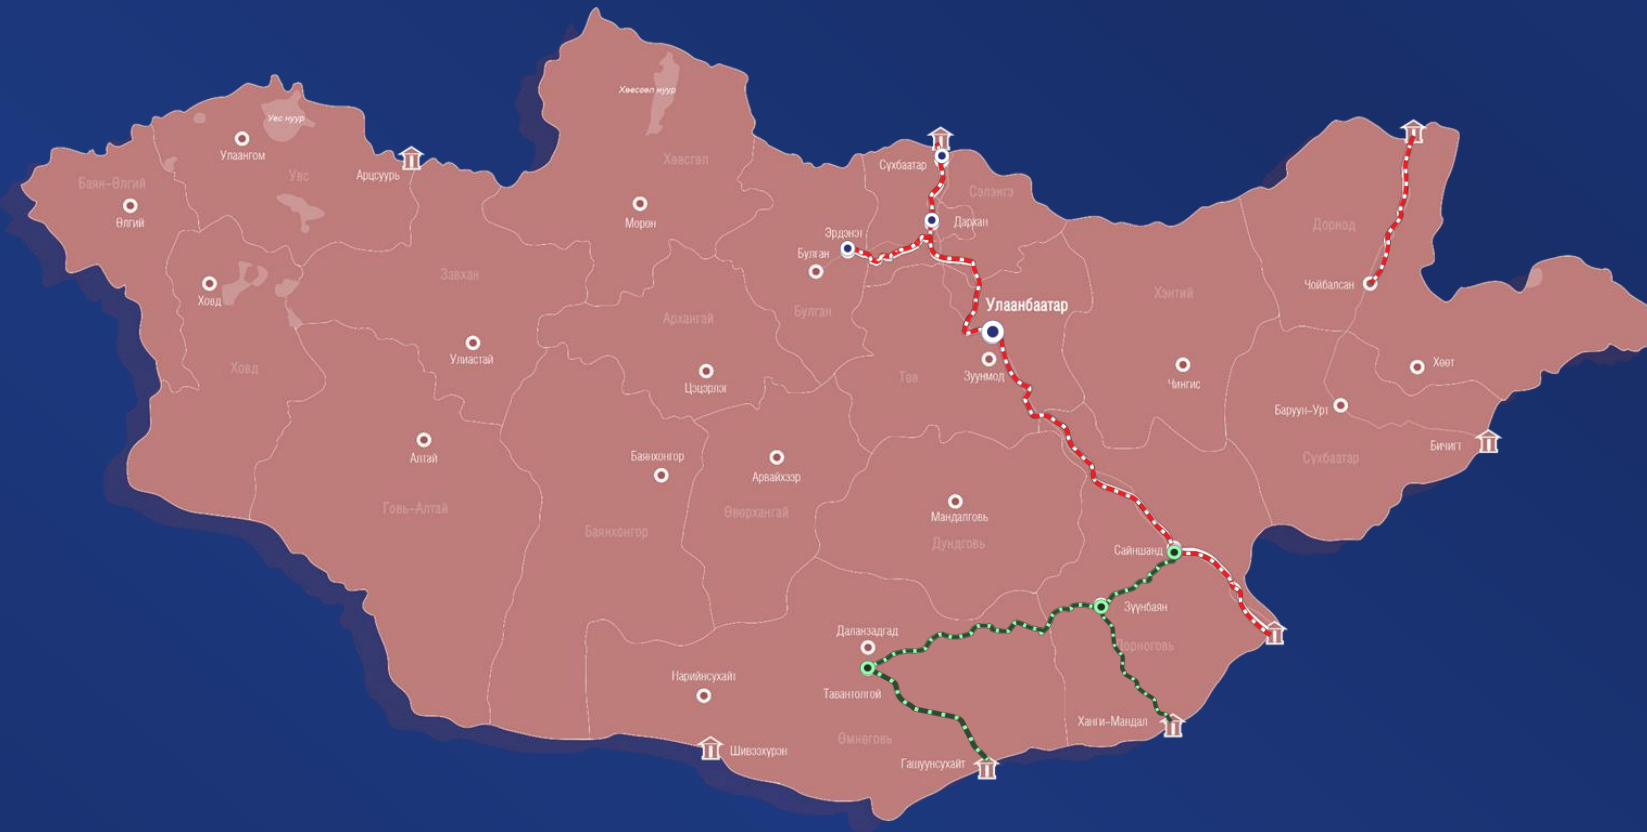 Хөвсгөл нуур
Увс нуур
Улаангом
Арцсуурь
Сүхбаатар
Хөвсгөл
Увс
Баян-Өлгий
Сэлэнгэ
Өлгий
Мөрөн
Дархан
Дорнод
Эрдэнэт
Булган
Завхан
Ховд
Чойбалсан
Хэнтий
Улаанбаатар
Булган
Архангай
Улиастай
Хөөт
Ховд
Зуунмод
Төв
Чингис
Цэцэрлэг
Баруун-Урт
Бичигт
Алтай
Баянхонгор
Сүхбаатар
Арвайхээр
Говь-Алтай
Өвөрхангай
Мандалговь
Баянхонгор
Дундговь
Сайншанд
Зүүнбаян
Даланзадгад
Дорноговь
Нарийнсухайт
Тавантолгой
Ханги-Мандал
Өмнөговь
Шивээхүрэн
Гашуунсухайт